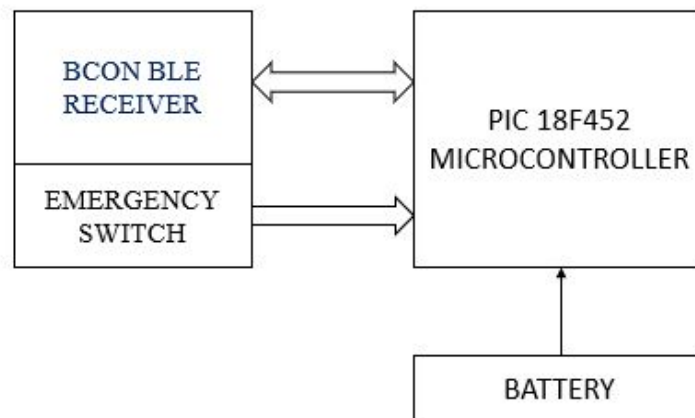 BCON BLE
RECEIVER
EMERGENCY
SWITCH
PIC 18F452
MICROCONTROLLER
BATTERY